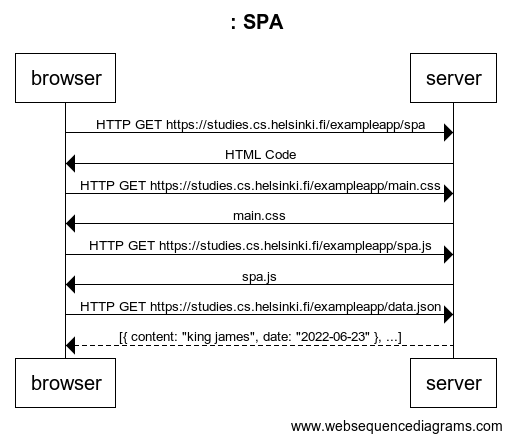 : SPA
browser server
HTTP GET https://studies.cs.helsinki.fi/exampleapp/spa
HTML Code
HTTP GET https://studies.cs.helsinki.fi/exampleapp/main.css
main.css
HTTP GET https://studies.cs.helsinki.fi/exampleapp/spa.js
spa.js
HTTP GET https://studies.cs.helsinki.fi/exampleapp/data.json
[{ content: "king james", date: "2022-06-23" }, ...]
browser server
www.websequencediagrams.com